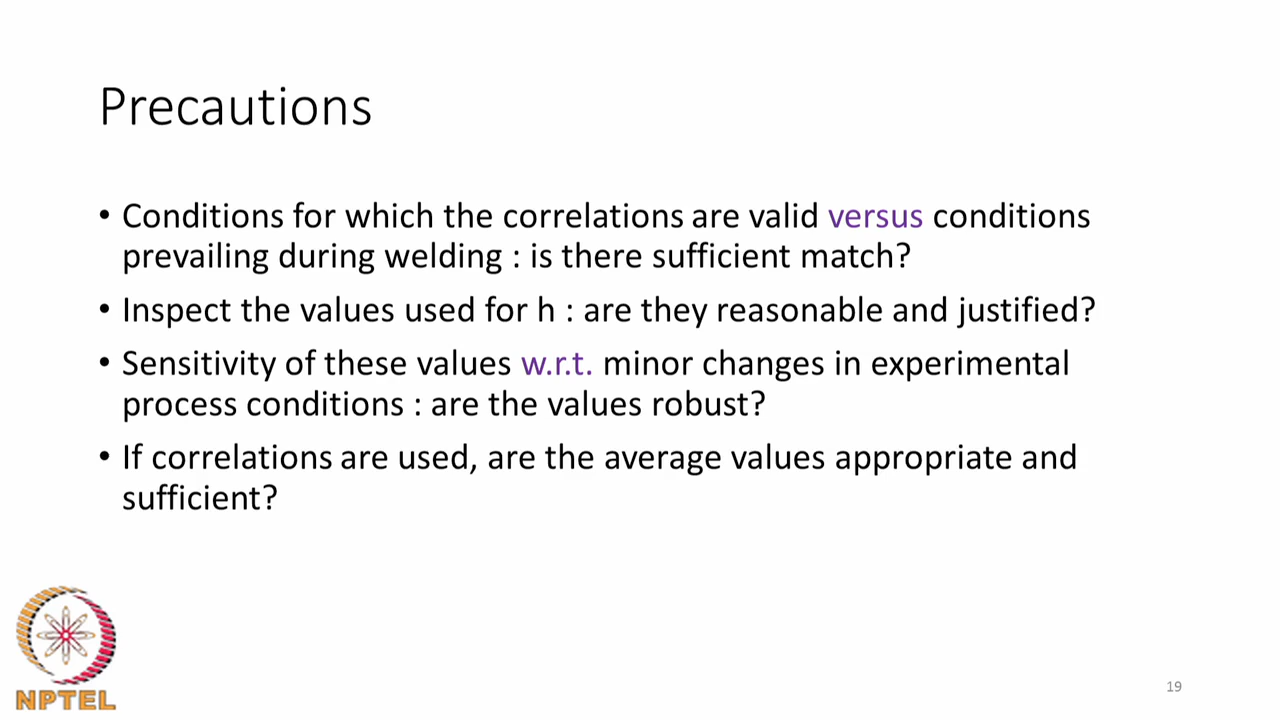 Precautions
• Conditions for which the correlations are valid versus conditions
prevailing during welding : is there sufficient match?
• Inspect the values used for h : are they reasonable and justified?
• Sensitivity of these values w.r.t. minor changes in experimental
process conditions : are the values robust?
• If correlations are used, are the average values appropriate and
sufficient?
NPTEL
19